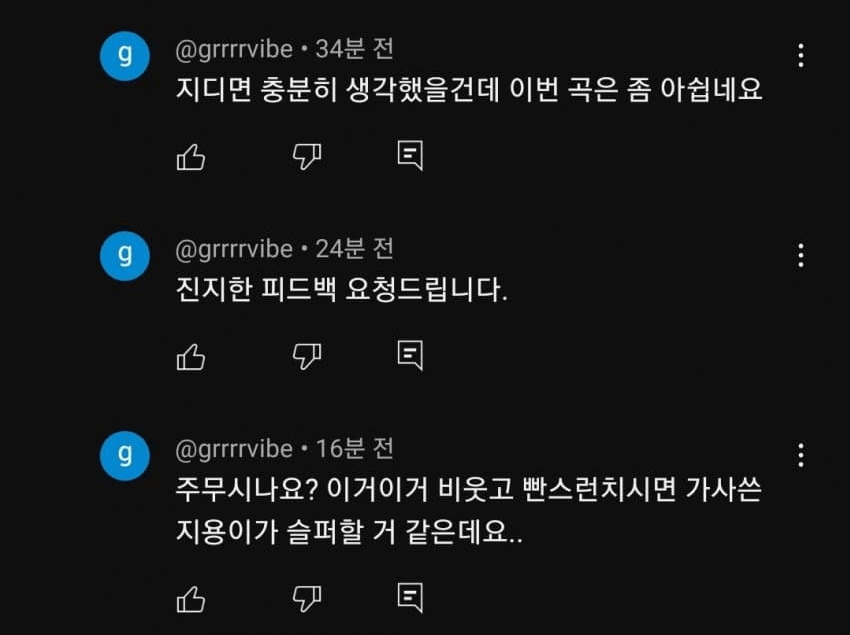 g
@grrrrvibe • 34분 전
지디면 충분히 생각했을건데 이번 곡은 좀 아쉽네요
g
@grrrrvibe • 24분 전
진지한 피드백 요청드립니다.
g
@grrrrvibe • 16분 전
주무시나요? 이거이거 비웃고 빤스런치시면 가사쓴
지용이가 슬퍼할 거 같은데요..